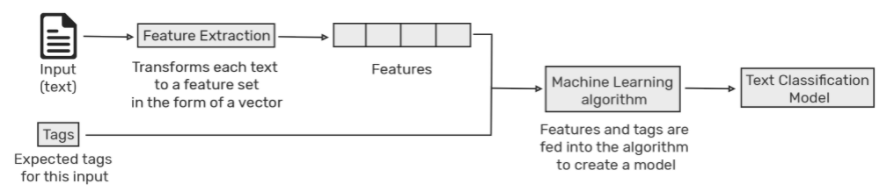 Input
(text)
Feature Extraction
Transforms each text
to a feature set
in the form of a vector
Features
Tags
Expected tags
for this input
Machine Learning
algorithm
Features and tags are
fed into the algorithm
to create a model
Text Classification
Model